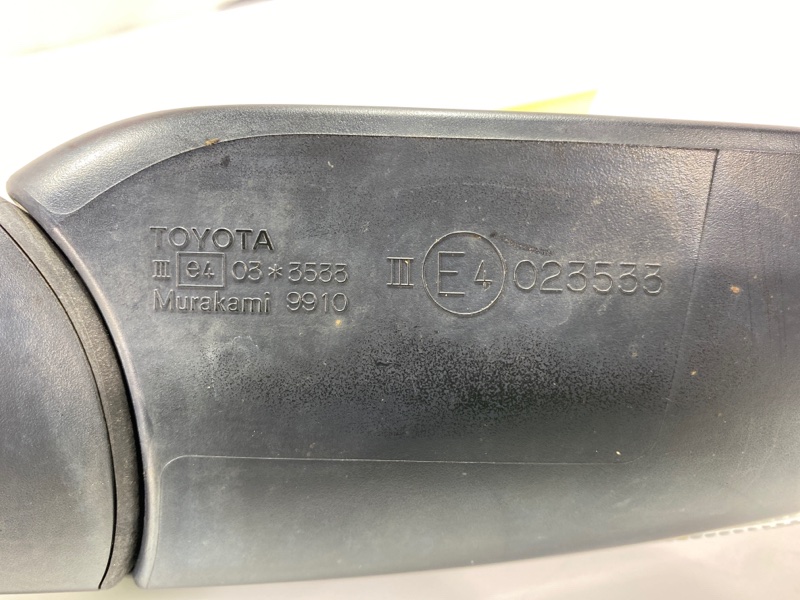 TOYOTA
III e4 03*3533
Murakami 9910
III E4 023533